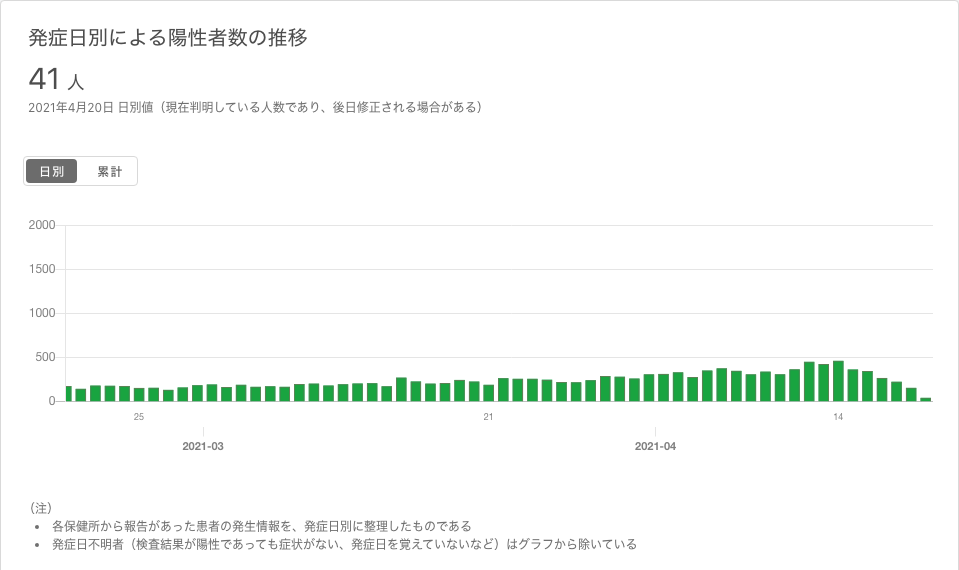 発症日別による陽性者数の推移
41 人
2021年4月20日 日別値（現在判明している人数であり、後日修正される場合がある）
日別 累計
2000
1500
1000
500
0
25 21 14
2021-03 2021-04
（注）
• 各保健所から報告があった患者の発生情報を、発症日別に整理したものである
• 発症日不明者（検査結果が陽性であっても症状がない、発症日を覚えていないなど）はグラフから除いている